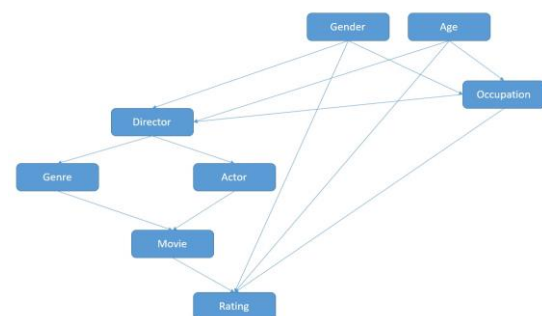 Gender
Age
Occupation
Director
Genre
Actor
Movie
Rating